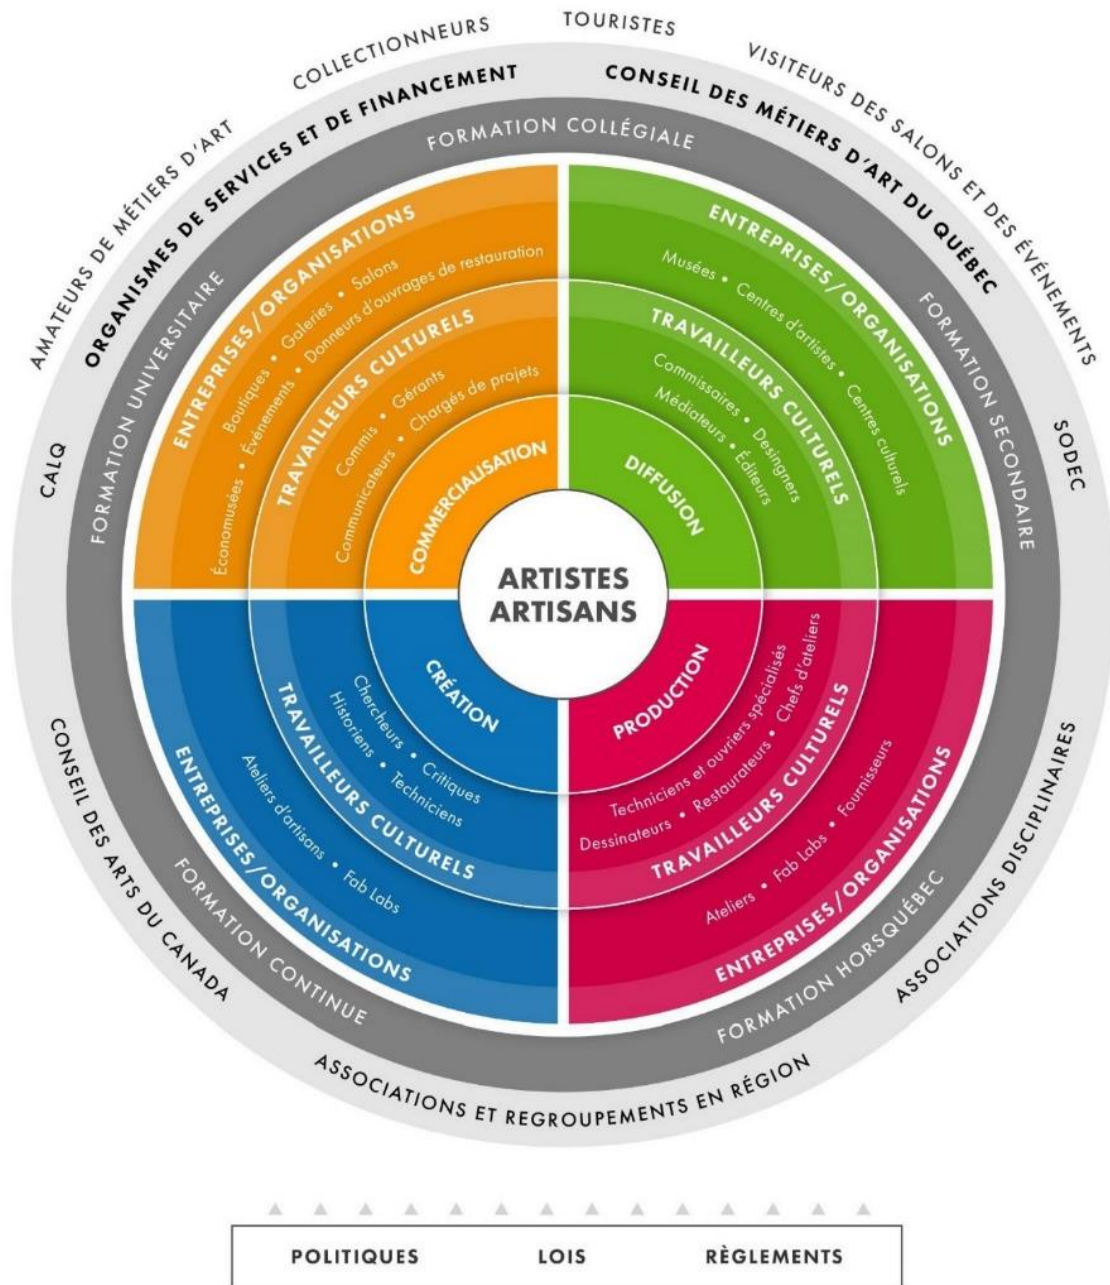 AMATEURS DE MÉTIERS D'ART
COLLECTIONNEURS
TOURISTES
VISITEURS DES SALONS ET DES ÉVÉNEMENTS
ORGANISMES DE SERVICES ET DE FINANCEMENT
CONSEIL DES MÉTIERS D'ART DU QUÉBEC
SODEC
ASSOCIATIONS DISCIPLINAIRES
ASSOCIATIONS ET REGROUPEMENTS EN RÉGION
CONSEIL DES ARTS DU CANADA
CALQ
FORMATION UNIVERSITAIRE
FORMATION COLLÉGIALE
FORMATION SECONDAIRE
FORMATION HORSQUÉBEC
FORMATION CONTINUE
ENTREPRISES/ORGANISATIONS
Boutiques • Galeries • Salons
Économusées • Événements • Donneurs d'ouvrages de restauration
TRAVAILLEURS CULTURELS
Commis • Gérants
Communicateurs • Chargés de projets
COMMERCIALISATION
ENTREPRISES/ORGANISATIONS
Musées • Centres d'artistes • Centres culturels
TRAVAILLEURS CULTURELS
Commissaires • Desingners
Médiateurs • Éditeurs
DIFFUSION
ARTISTES
ARTISANS
CRÉATION
Chercheurs • Critiques
Historiens • Techniciens
TRAVAILLEURS CULTURELS
Ateliers d'artisans • Fab Labs
ENTREPRISES/ORGANISATIONS
PRODUCTION
Techniciens et ouvriers spécialisés
Dessinateurs • Restaurateurs • Chefs d'ateliers
TRAVAILLEURS CULTURELS
Ateliers • Fab Labs • Fournisseurs
ENTREPRISES/ORGANISATIONS
POLITIQUES LOIS RÈGLEMENTS